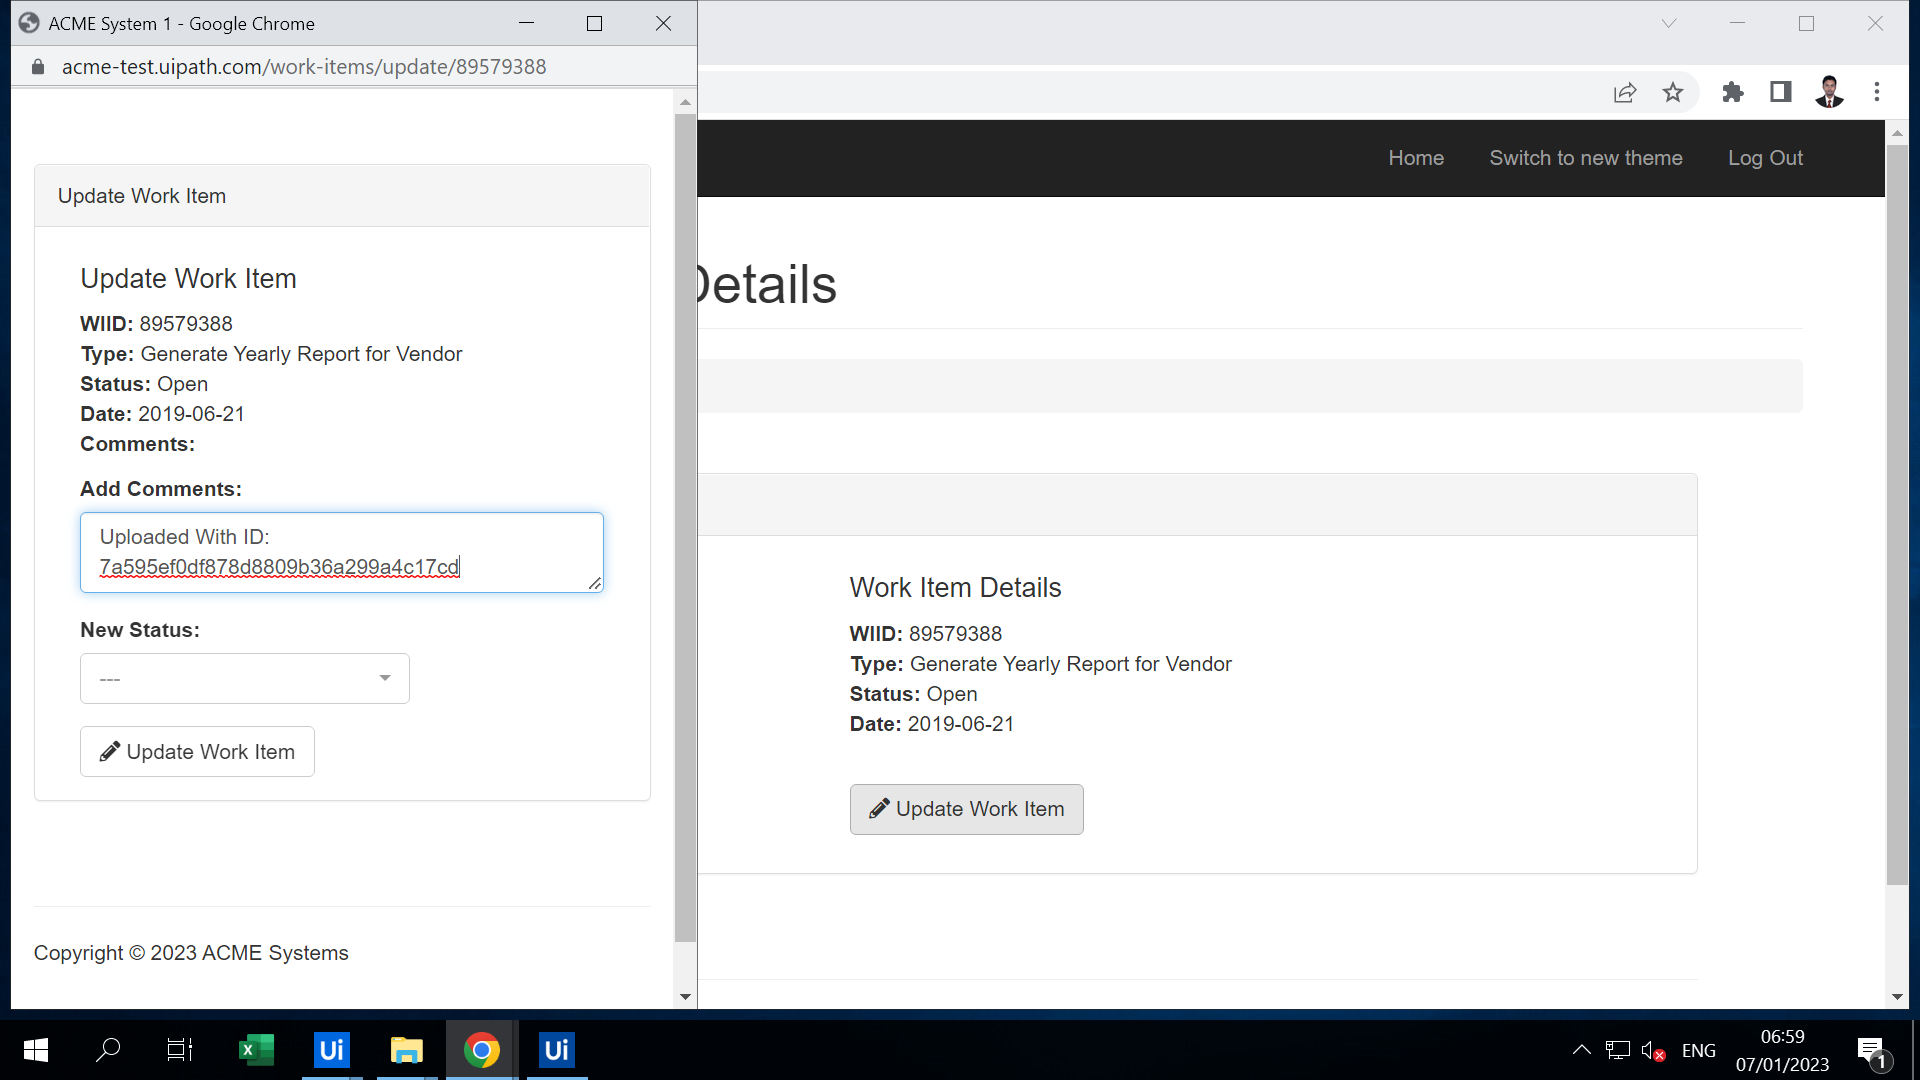 ACME System 1 - Google Chrome
acme-test.uipath.com/work-items/update/89579388
Update Work Item
Update Work Item
WIID: 89579388
Type: Generate Yearly Report for Vendor
Status: Open
Date: 2019-06-21
Comments:
Add Comments:
Uploaded With ID:
7a595ef0df878d8809b36a299a4c17cd
New Status:
---
Update Work Item
Copyright © 2023 ACME Systems
Home Switch to new theme Log Out
Details
Work Item Details
WIID: 89579388
Type: Generate Yearly Report for Vendor
Status: Open
Date: 2019-06-21
Update Work Item
Ui
Ui
ENG
06:59
07/01/2023
1